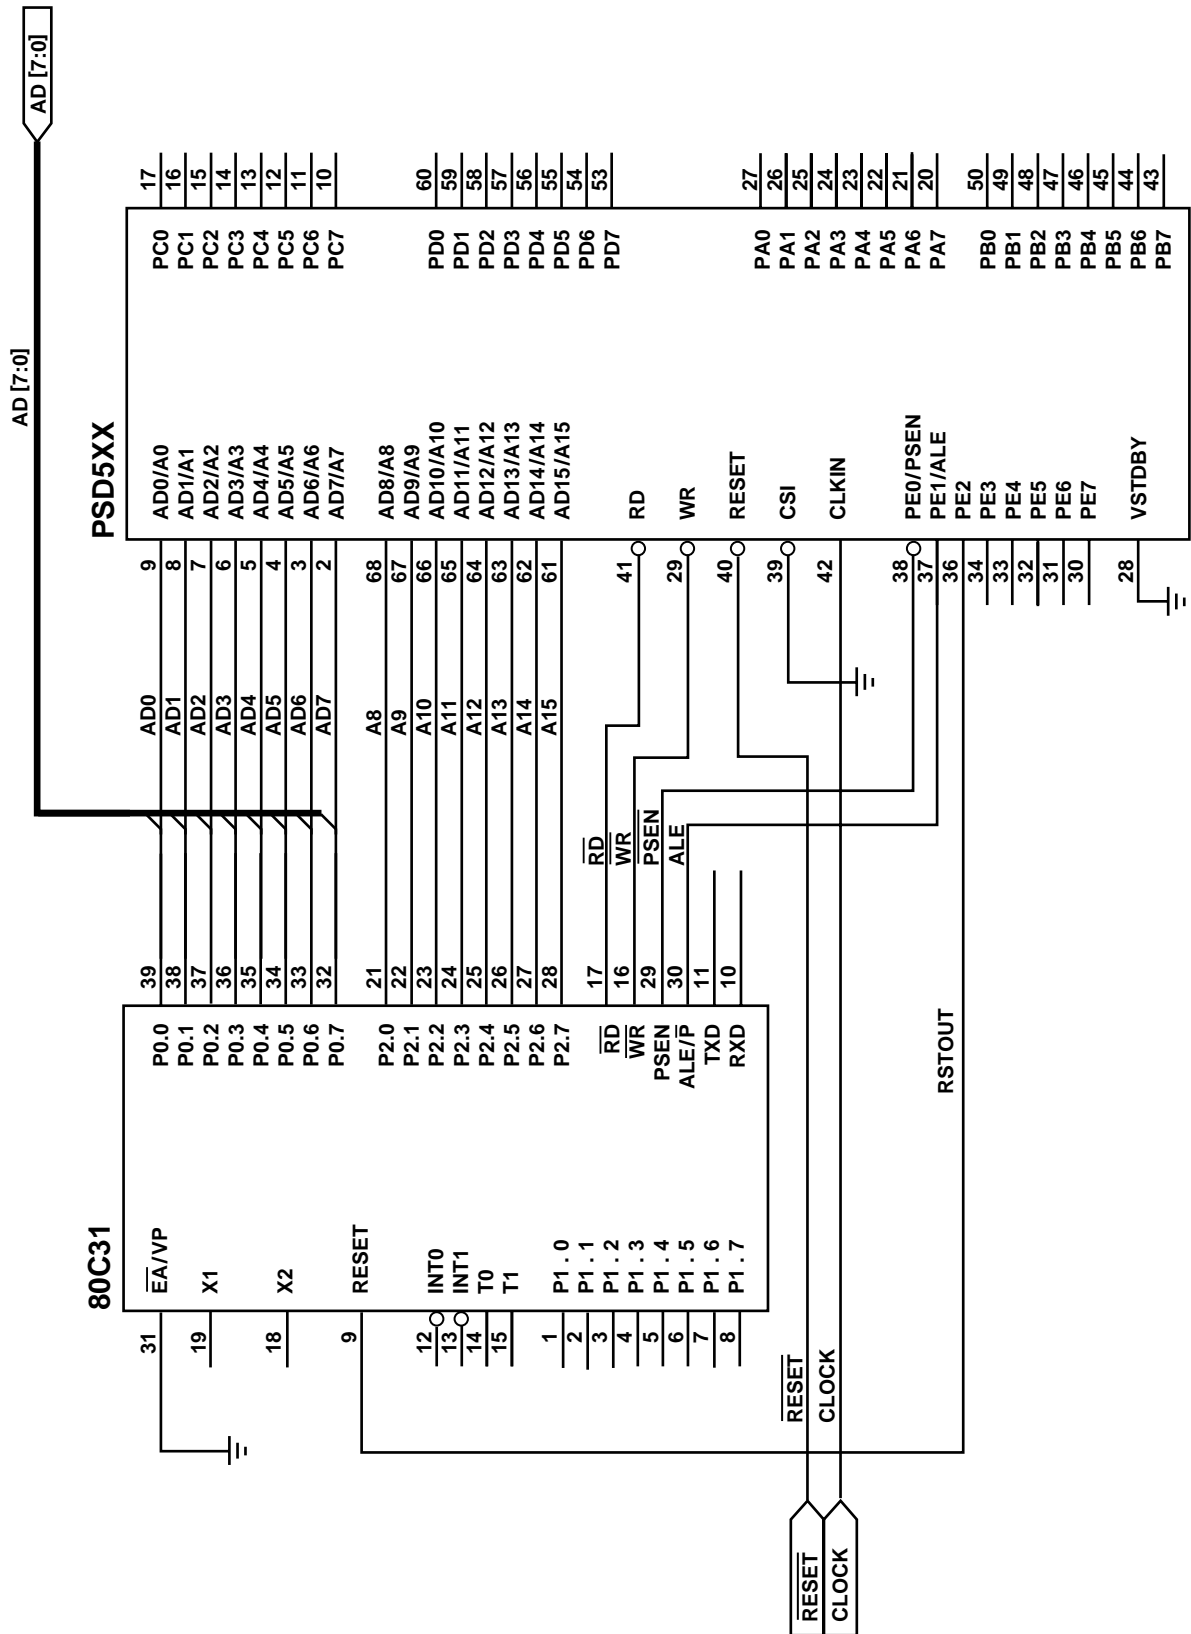 AD [7:0]
AD [7:0]
80C31
PSD5XX
31
EA/VP
19
X1
18
X2
9
RESET
12
INT0
13
INT1
14
T0
15
T1
1
P1.0
2
P1.1
3
P1.2
4
P1.3
5
P1.4
6
P1.5
7
P1.6
8
P1.7
P0.0 39
P0.1 38
P0.2 37
P0.3 36
P0.4 35
P0.5 34
P0.6 33
P0.7 32
P2.0 21
P2.1 22
P2.2 23
P2.3 24
P2.4 25
P2.5 26
P2.6 27
P2.7 28
RD 17
WR 16
PSEN 29
ALE/P 30
TXD 11
RXD 10
AD0
AD1
AD2
AD3
AD4
AD5
AD6
AD7
A8
A9
A10
A11
A12
A13
A14
A15
RD
WR
PSEN
ALE
9 AD0/A0
8 AD1/A1
7 AD2/A2
6 AD3/A3
5 AD4/A4
4 AD5/A5
3 AD6/A6
2 AD7/A7
68 AD8/A8
67 AD9/A9
66 AD10/A10
65 AD11/A11
64 AD12/A12
63 AD13/A13
62 AD14/A14
61 AD15/A15
41 RD
29 WR
40 RESET
39 CSI
42 CLKIN
38 PE0/PSEN
37 PE1/ALE
36 PE2
34 PE3
33 PE4
32 PE5
31 PE6
30 PE7
28 VSTDBY
PC0 17
PC1 16
PC2 15
PC3 14
PC4 13
PC5 12
PC6 11
PC7 10
PD0 60
PD1 59
PD2 58
PD3 57
PD4 56
PD5 55
PD6 54
PD7 53
PA0 27
PA1 26
PA2 25
PA3 24
PA4 23
PA5 22
PA6 21
PA7 20
PB0 50
PB1 49
PB2 48
PB3 47
PB4 46
PB5 45
PB6 44
PB7 43
RESET
RESET
CLOCK
CLOCK
RSTOUT